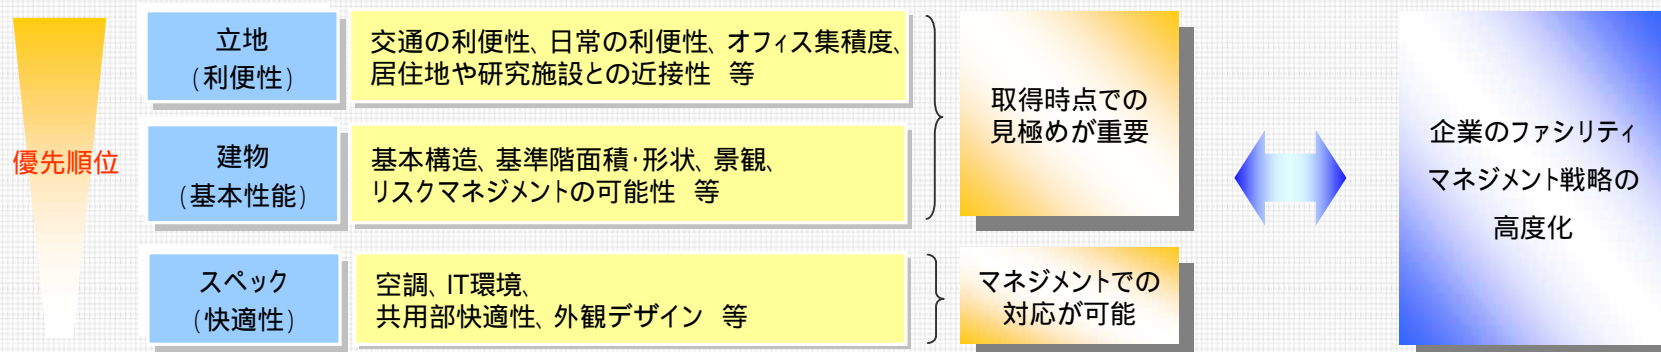 優先順位
立地
(利便性)
交通の利便性、日常の利便性、オフィス集積度、
居住地や研究施設との近接性 等
建物
(基本性能)
基本構造、基準階面積・形状、景観、
リスクマネジメントの可能性 等
取得時点での
見極めが重要
スペック
(快適性)
空調、IT環境、
共用部快適性、外観デザイン 等
マネジメントでの
対応が可能
企業のファシリティ
マネジメント戦略の
高度化